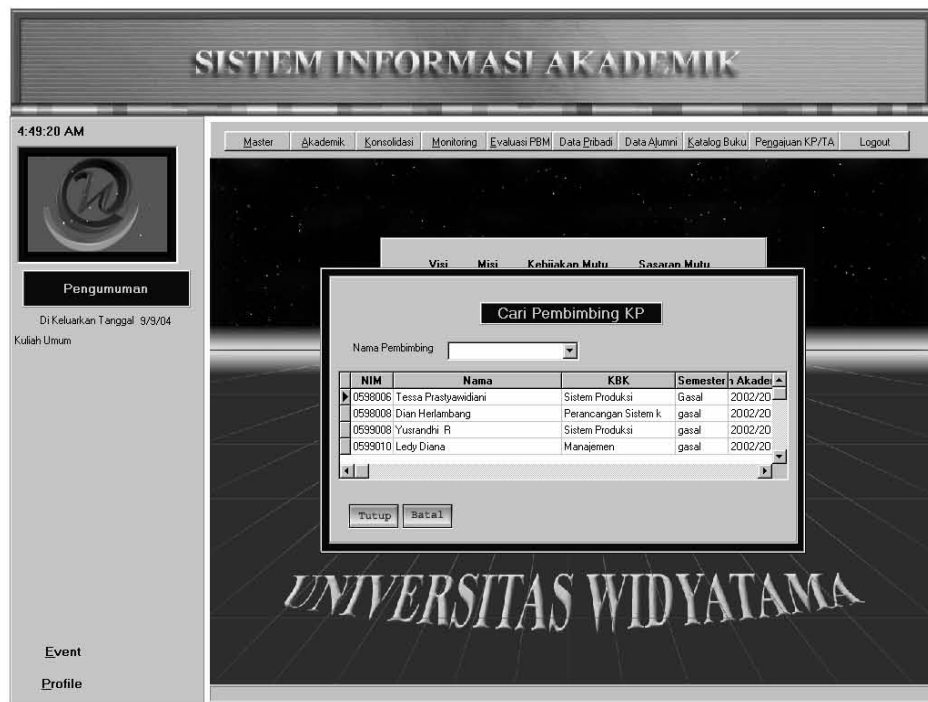 SISTEM INFORMASI AKADEMIK
4:49:20 AM
Master Akademik Konsolidasi Monitoring Evaluasi PBM Data Pribadi Data Alumni Katalog Buku Pengajuan KP/TA Logout
Pengumuman
Di Keluarkan Tanggal 9/9/04
Kuliah Umum
Visi Misi Kebijakan Mutu Sasaran Mutu
Cari Pembimbing KP
Nama Pembimbing
NIM Nama KBK Semester n Akader
0598006 Tessa Prastyawidiani Sistem Produksi Gasal 2002/20
0598008 Dian Herlambang Perancangan Sistem k gasal 2002/20
0599008 Yusrandhi R Sistem Produksi gasal 2002/20
0599010 Ledy Diana Manajemen gasal 2002/20
Tutup Batal
UNIVERSITAS WIDYATAMA
Event
Profile